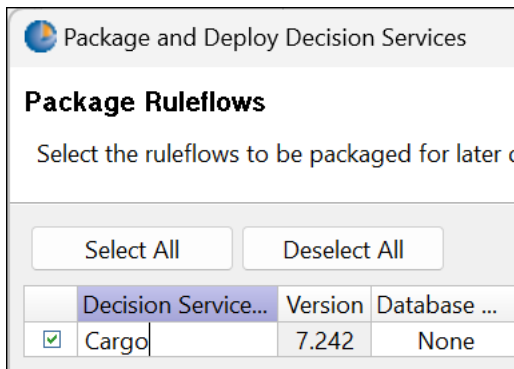 Package and Deploy Decision Services
Package Ruleflows
Select the ruleflows to be packaged for later
Select All Deselect All
Decision Service... Version Database ...
Cargo 7.242 None